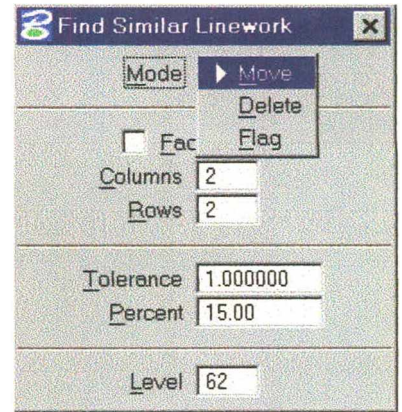 Find Similar Linework
Mode Move
Delete
Fac Flag
Columns 2
Rows 2
Tolerance 1.000000
Percent 15.00
Level 62